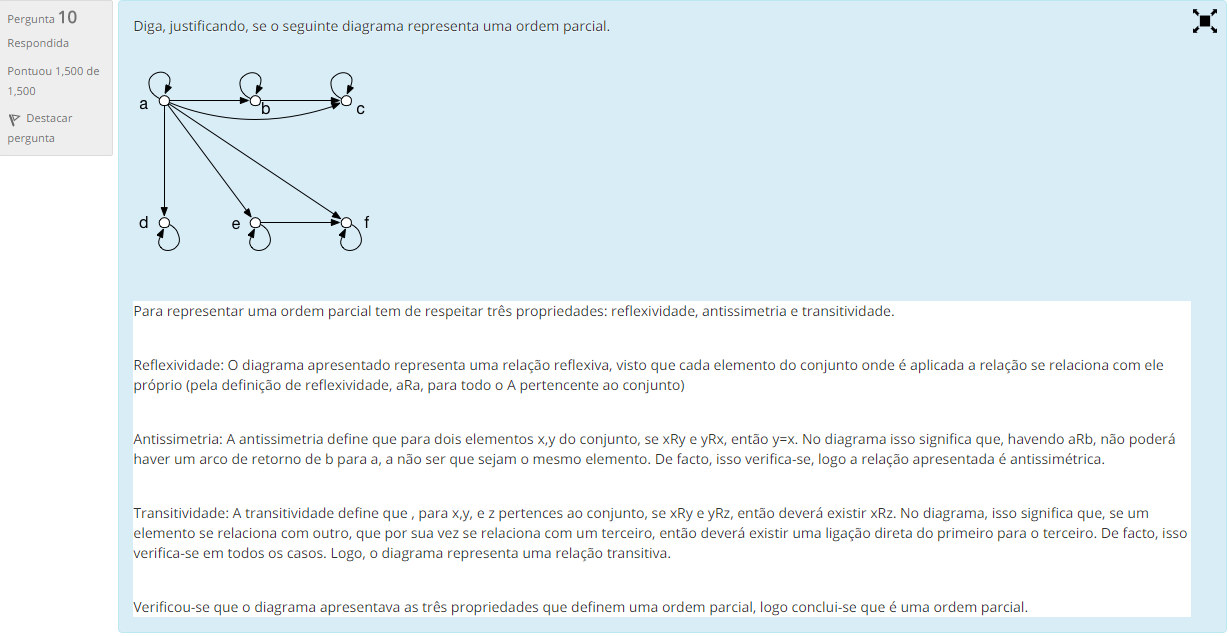 Pergunta 10
Respondida
Pontuou 1,500 de
1,500
Destacar
pergunta
Diga, justificando, se o seguinte diagrama representa uma ordem parcial.
a
b
c
d
e
f
Para representar uma ordem parcial tem de respeitar três propriedades: reflexividade, antissimetria e transitividade.
Reflexividade: O diagrama apresentado representa uma relação reflexiva, visto que cada elemento do conjunto onde é aplicada a relação se relaciona com ele
próprio (pela definição de reflexividade, aRa, para todo o A pertencente ao conjunto)
Antissimetria: A antissimetria define que para dois elementos x,y do conjunto, se xRy e yRx, então y=x. No diagrama isso significa que, havendo aRb, não poderá
haver um arco de retorno de b para a, a não ser que sejam o mesmo elemento. De facto, isso verifica-se, logo a relação apresentada é antissimétrica.
Transitividade: A transitividade define que , para x,y, e z pertences ao conjunto, se xRy e yRz, então deverá existir xRz. No diagrama, isso significa que, se um
elemento se relaciona com outro, que por sua vez se relaciona com um terceiro, então deverá existir uma ligação direta do primeiro para o terceiro. De facto, isso
verifica-se em todos os casos. Logo, o diagrama representa uma relação transitiva.
Verificou-se que o diagrama apresentava as três propriedades que definem uma ordem parcial, logo conclui-se que é uma ordem parcial.